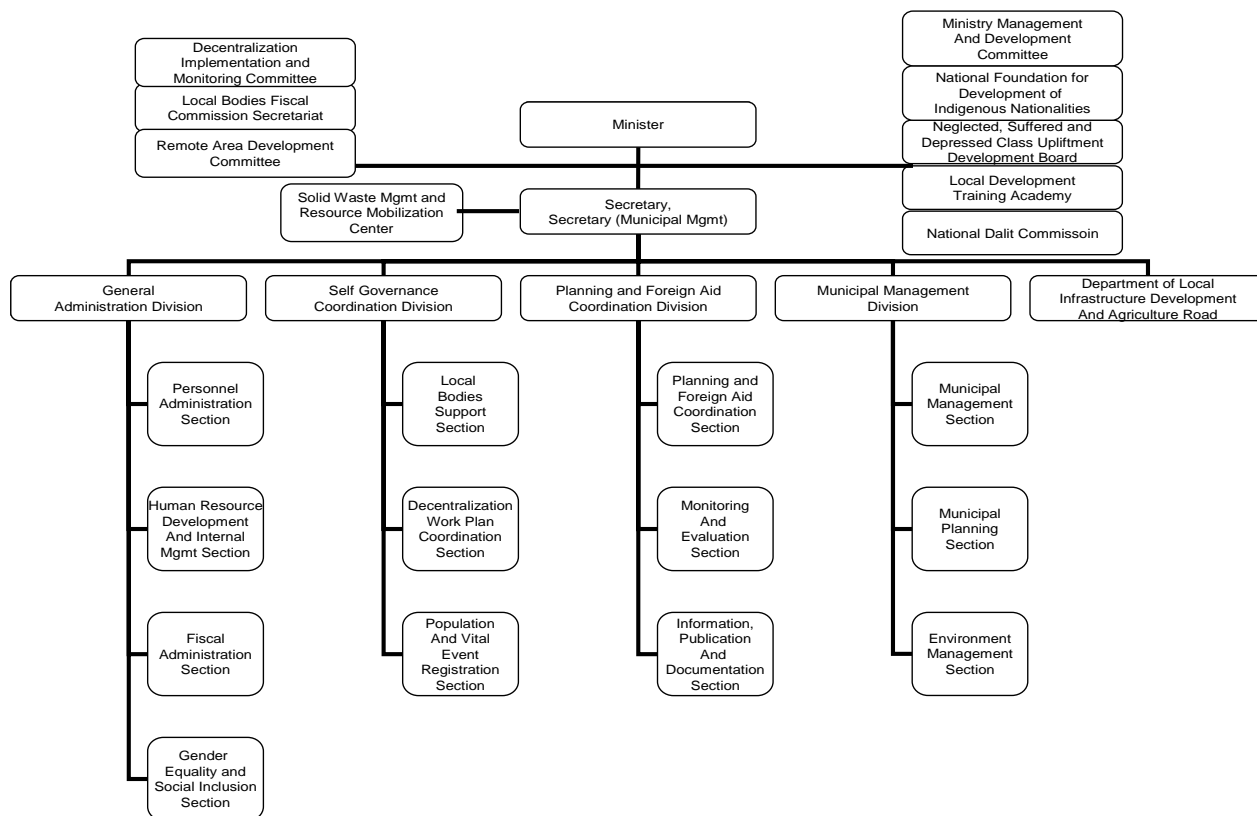 Decentralization
Implementation and
Monitoring Committee
Local Bodies Fiscal
Commission Secretariat
Remote Area Development
Committee
Minister
Ministry Management
And Development
Committee
National Foundation for
Development of
Indigenous Nationalities
Neglected, Suffered and
Depressed Class Upliftment
Development Board
Local Development
Training Academy
National Dalit Commissoin
Solid Waste Mgmt and
Resource Mobilization
Center
Secretary,
Secretary (Municipal Mgmt)
General
Administration Division
Self Governance
Coordination Division
Planning and Foreign Aid
Coordination Division
Municipal Management
Division
Department of Local
Infrastructure Development
And Agriculture Road
Personnel
Administration
Section
Human Resource
Development
And Internal
Mgmt Section
Fiscal
Administration
Section
Gender
Equality and
Social Inclusion
Section
Local
Bodies
Support
Section
Decentralization
Work Plan
Coordination
Section
Population
And Vital
Event
Registration
Section
Planning and
Foreign Aid
Coordination
Section
Monitoring
And
Evaluation
Section
Information,
Publication
And
Documentation
Section
Municipal
Management
Section
Municipal
Planning
Section
Environment
Management
Section